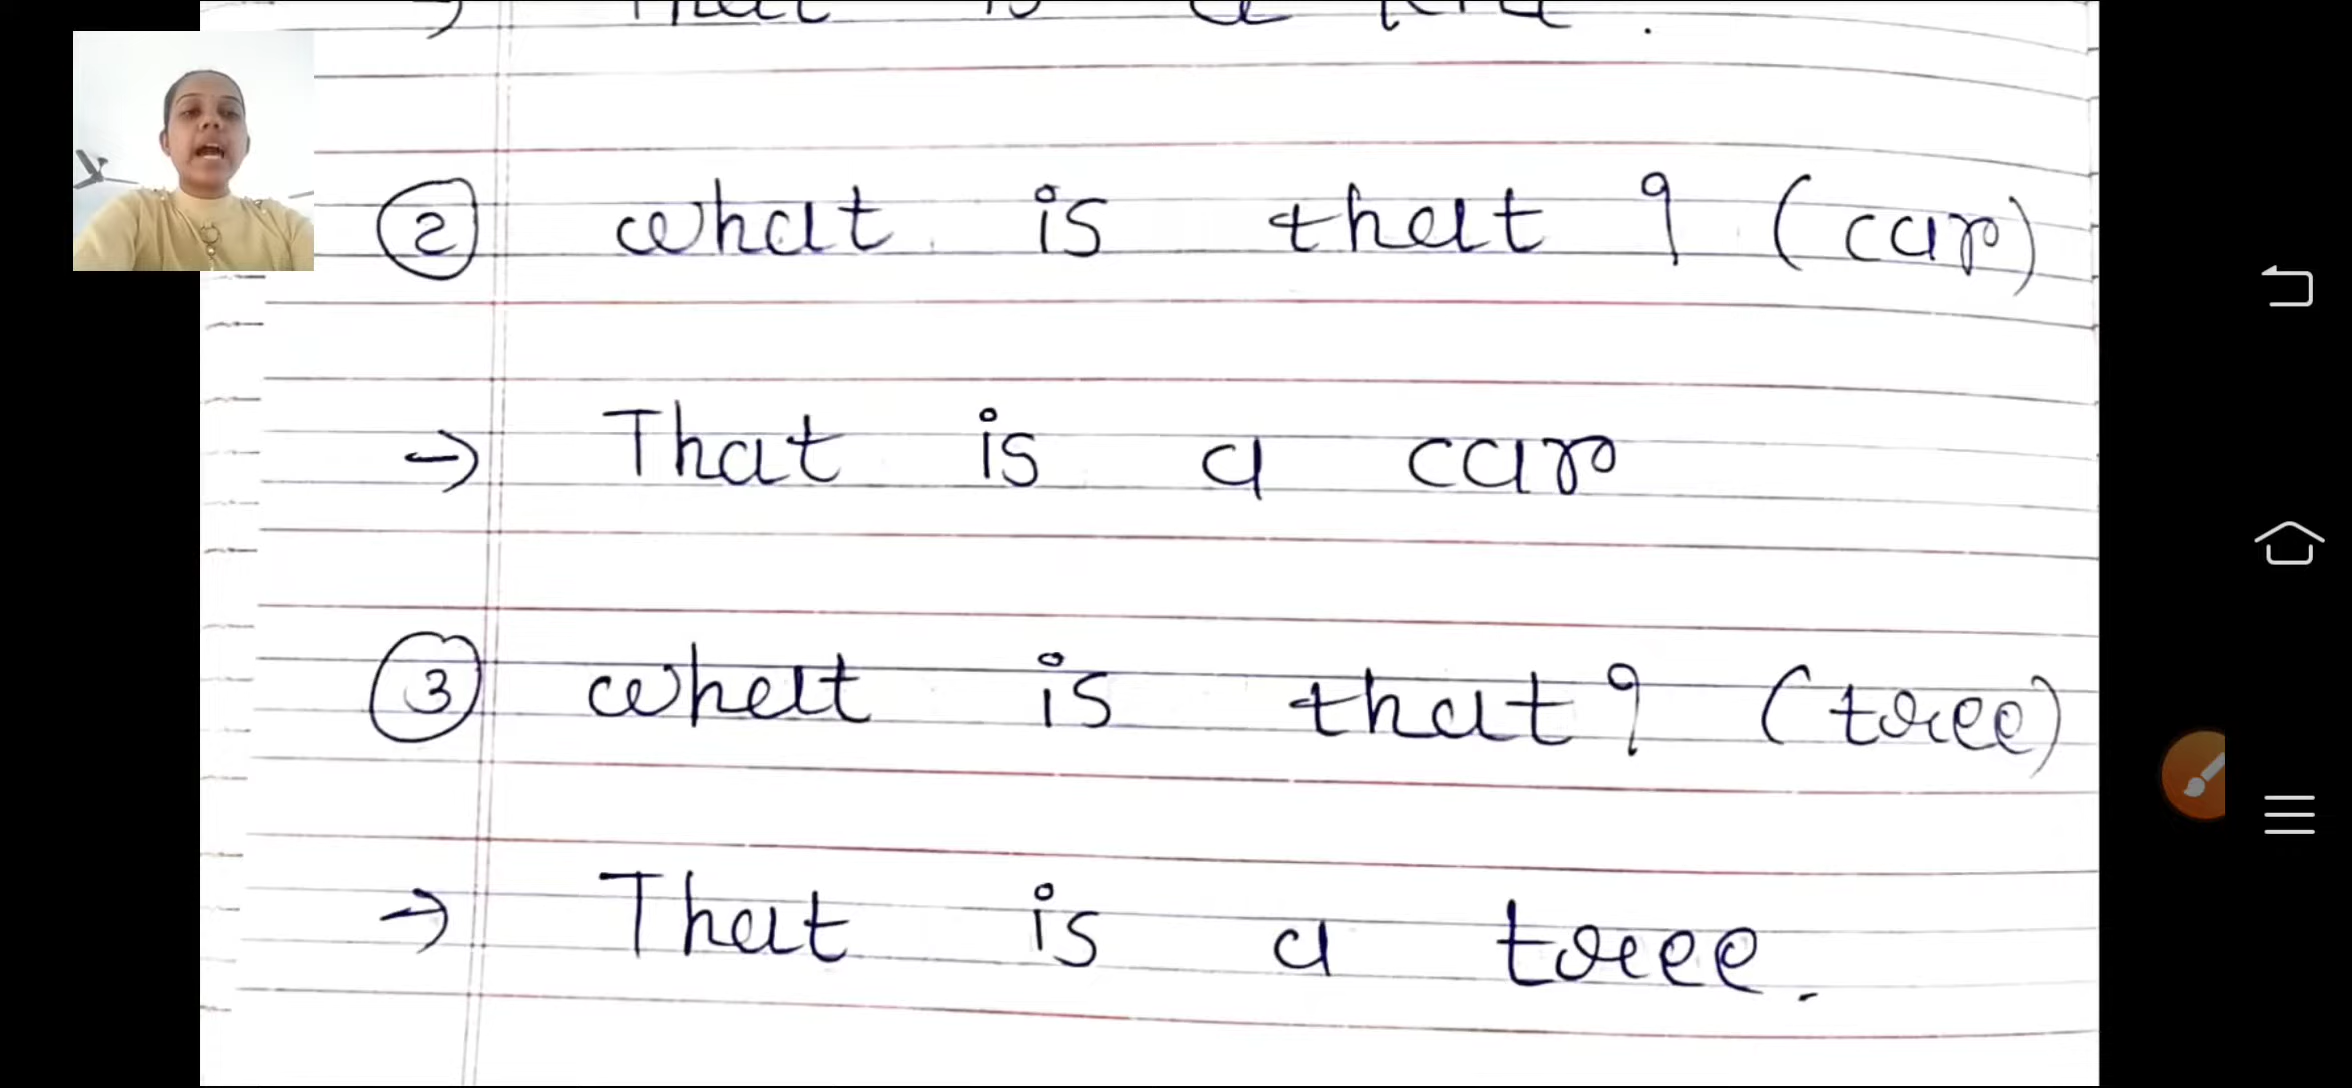 ② what is that ? (car)
→ That is a car
③ what is that? (tree)
→ That is a tree.